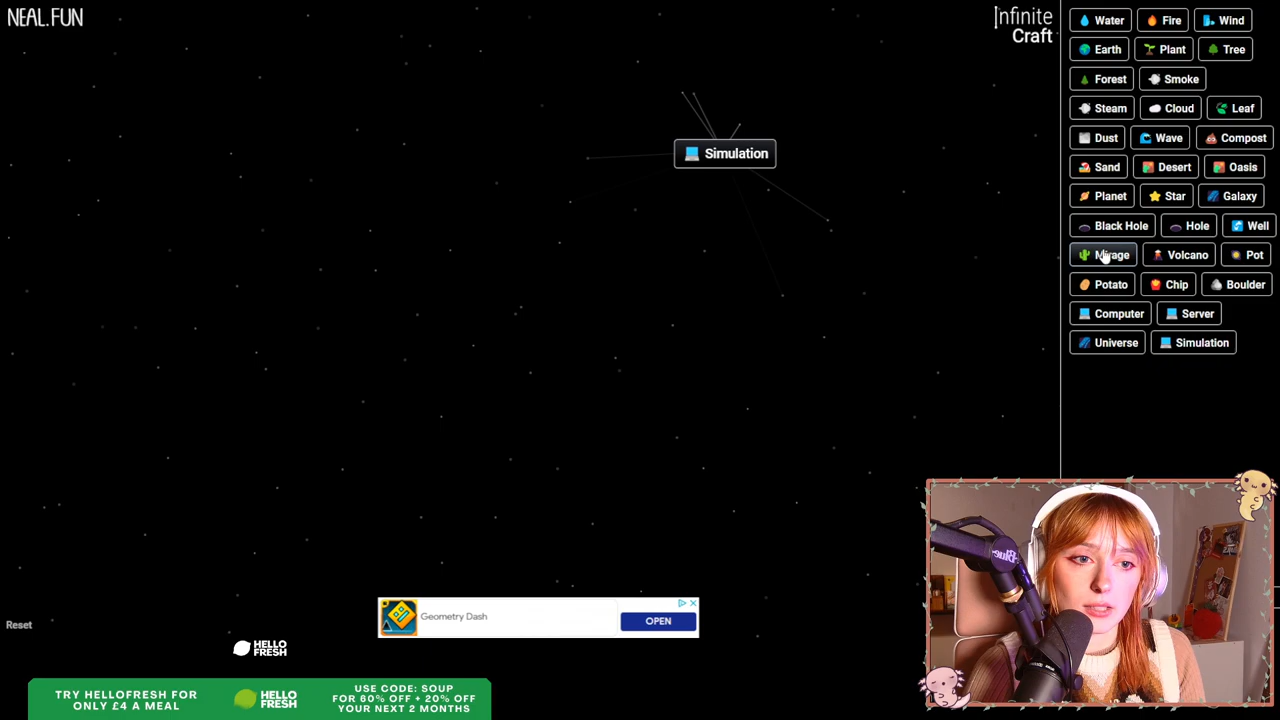 NEAL.FUN
Infinite
Craft
Water Fire Wind
Earth Plant Tree
Forest Smoke
Steam Cloud Leaf
Dust Wave Compost
Simulation
Sand Desert Oasis
Planet Star Galaxy
Black Hole Hole Well
Mirage Volcano Pot
Potato Chip Boulder
Computer Server
Universe Simulation
Geometry Dash
OPEN
Reset
HELLO
FRESH
TRY HELLOFRESH FOR
ONLY £4 A MEAL
HELLO
FRESH
USE CODE: SOUP
FOR 60% OFF + 20% OFF
YOUR NEXT 2 MONTHS
Blue